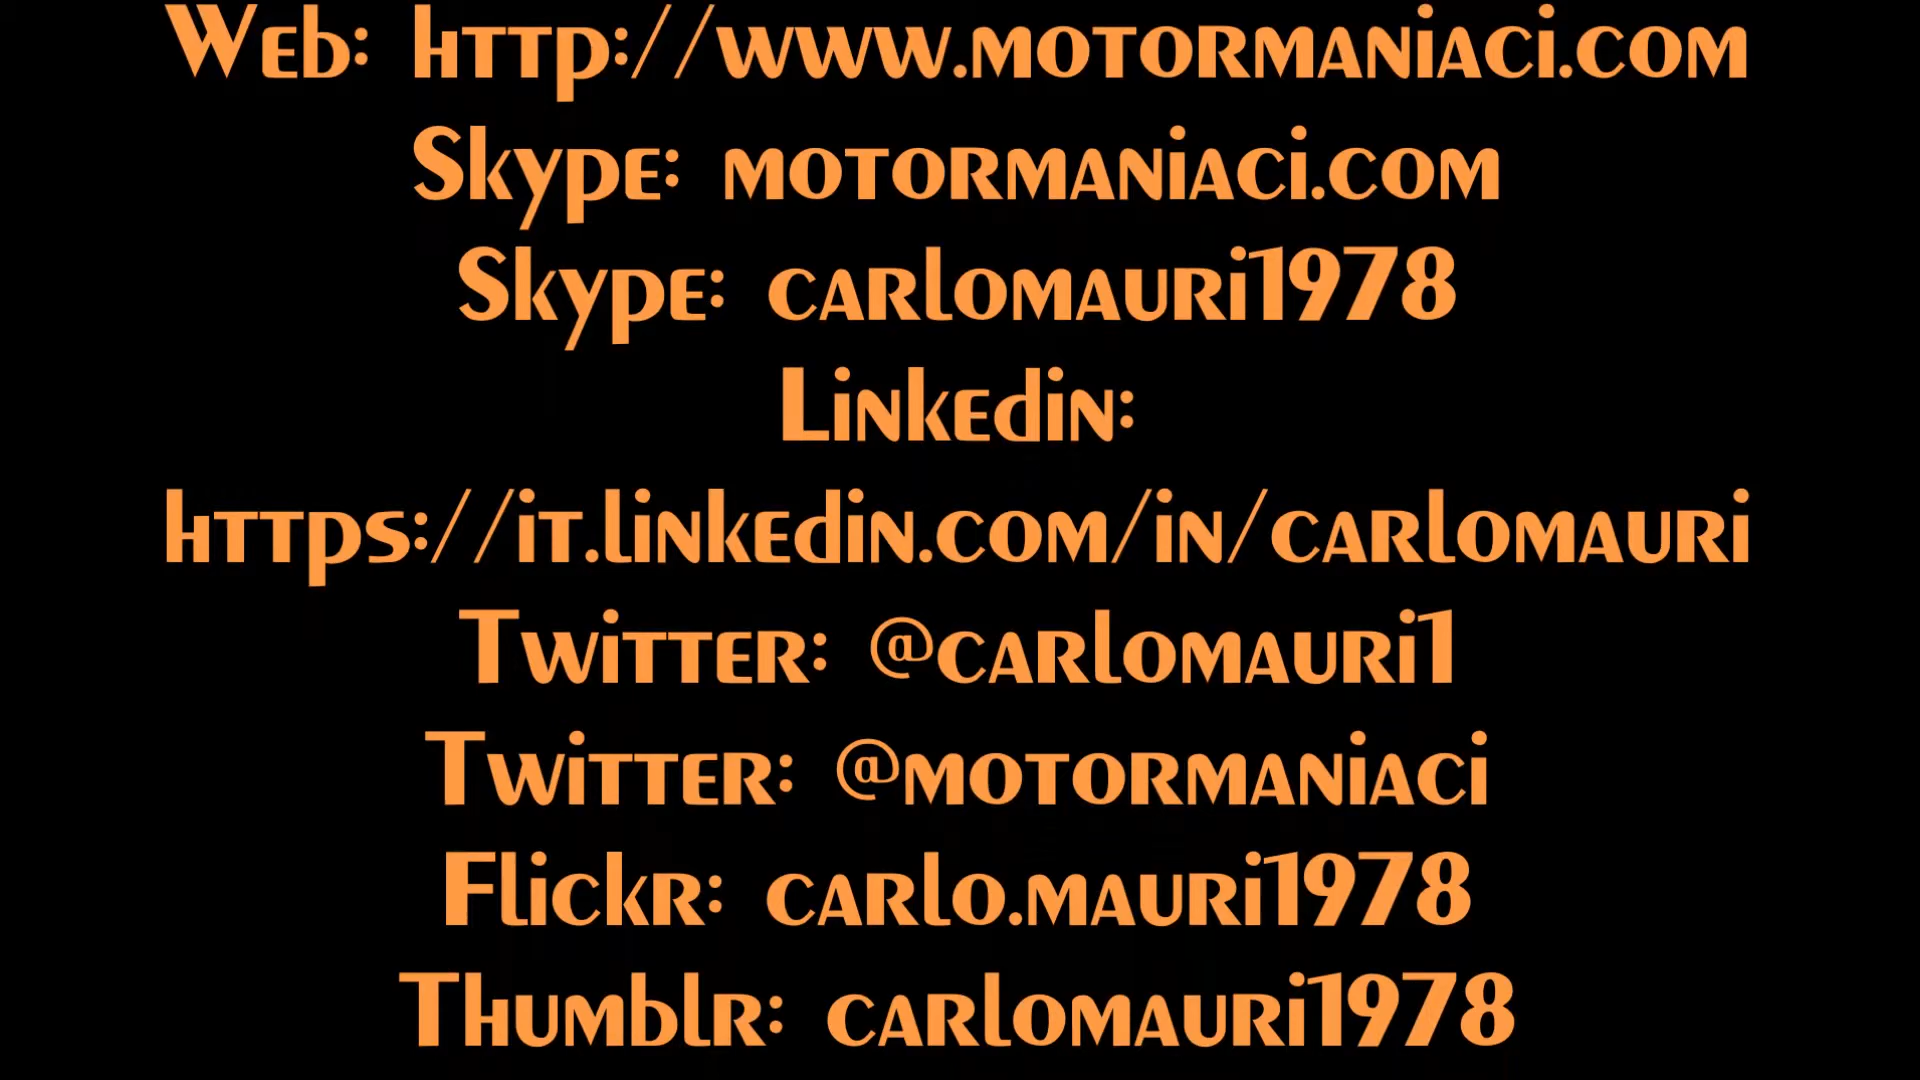 Web: http://www.motormaniaci.com
Skype: motormaniaci.com
Skype: carlomauri1978
Linkedin:
https://it.linkedin.com/in/carlomauri
Twitter: @carlomauri1
Twitter: @motormaniaci
Flickr: carlo.mauri1978
Thumblr: carlomauri1978